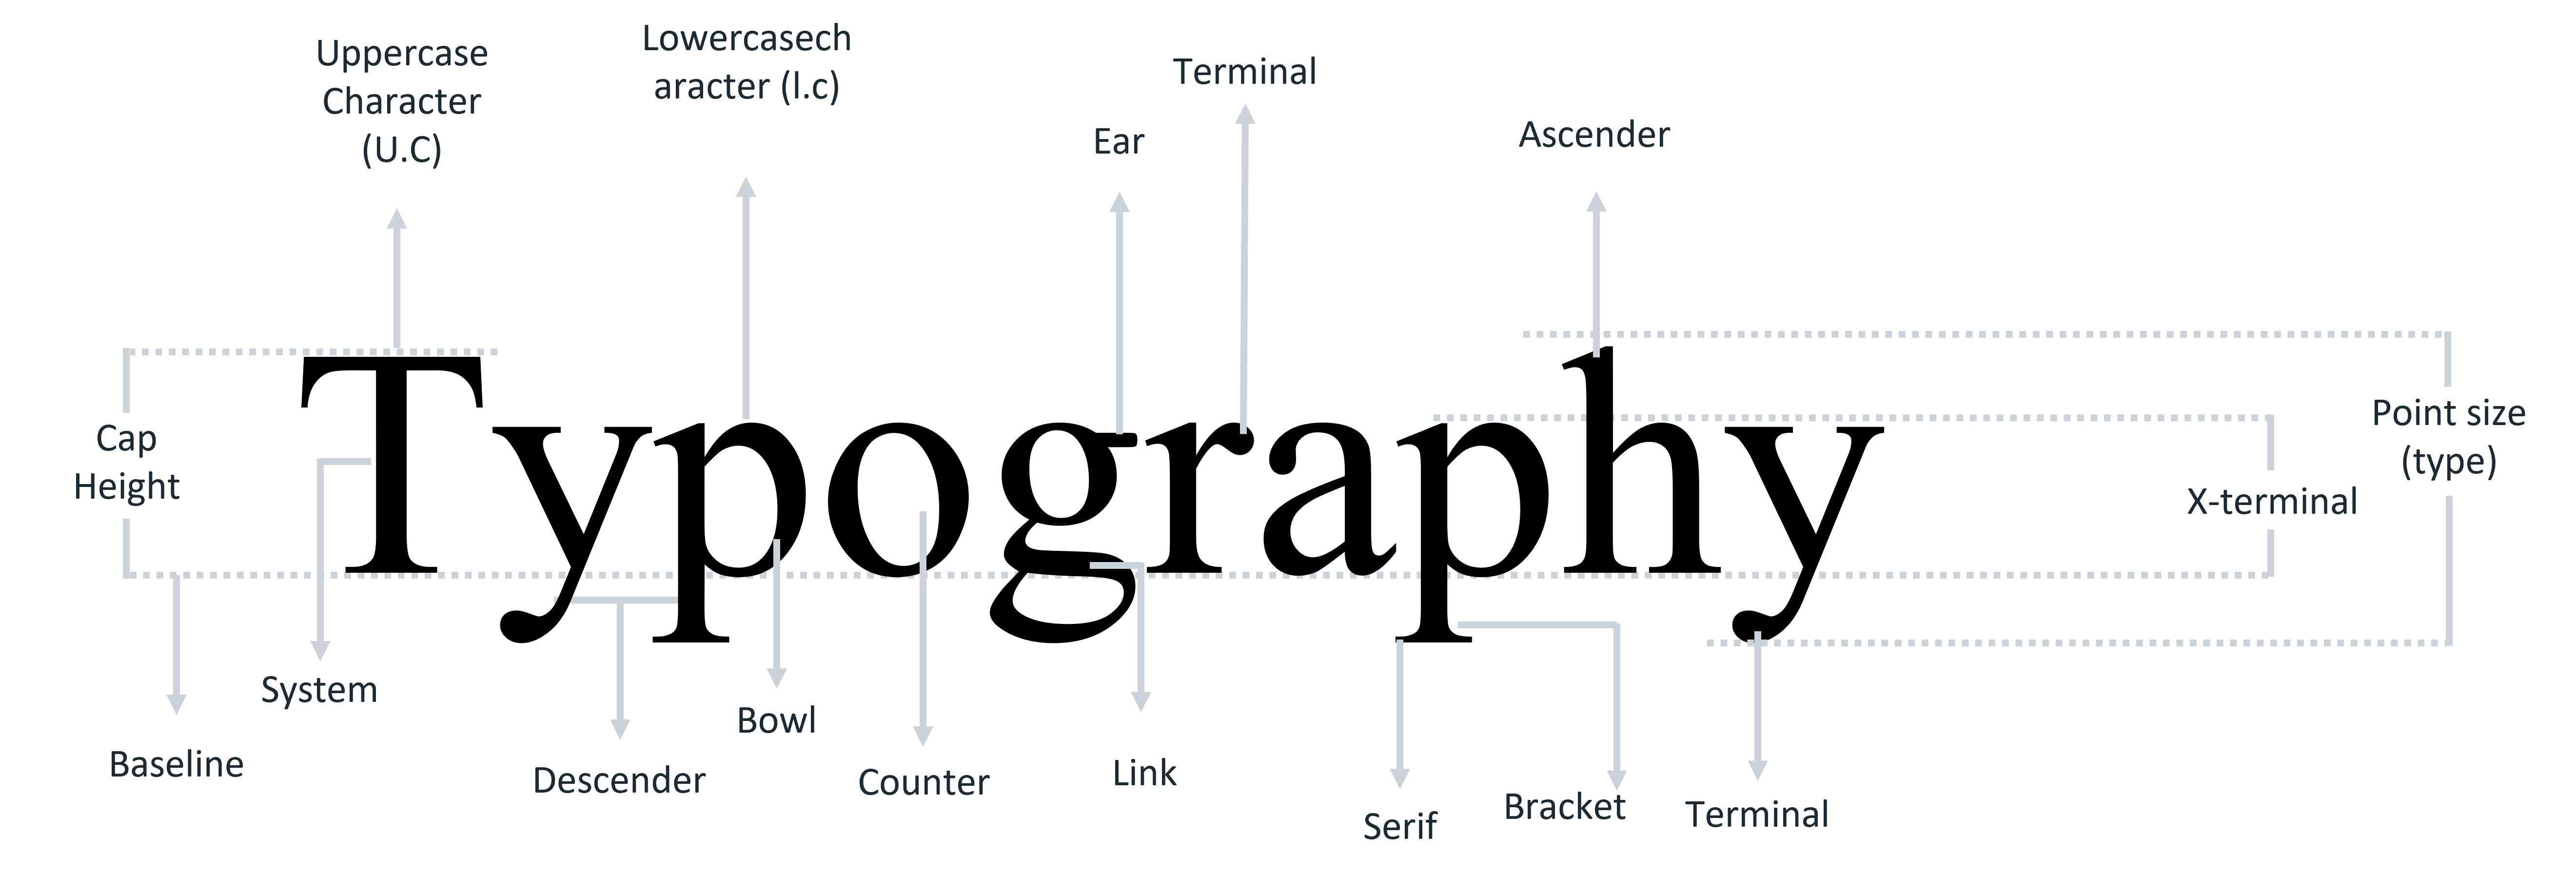 Uppercase
Character
(U.C)
Lowercasech
aracter (l.c)
Terminal
Ear
Ascender
Cap
Height
Typography
Point size
(type)
X-terminal
System
Baseline
Descender
Bowl
Counter
Link
Serif
Bracket
Terminal